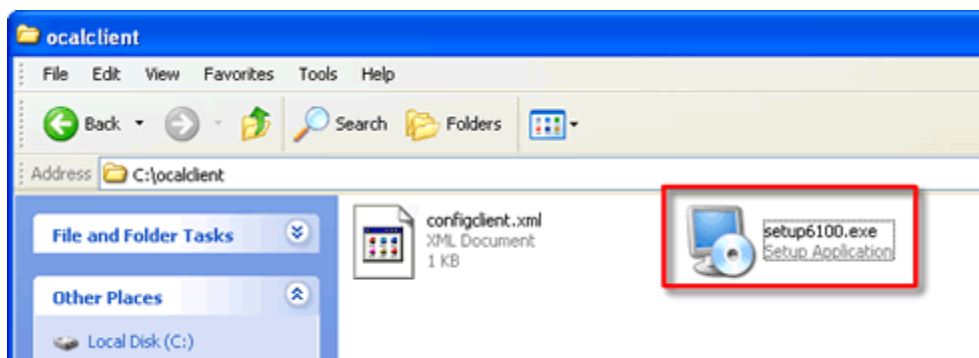 ocalclient
File Edit View Favorites Tools Help
Back Search Folders
Address C:\ocalclient
File and Folder Tasks
configclient.xml
XML Document
1 KB
setup6100.exe
Setup Application
Other Places
Local Disk (C:)